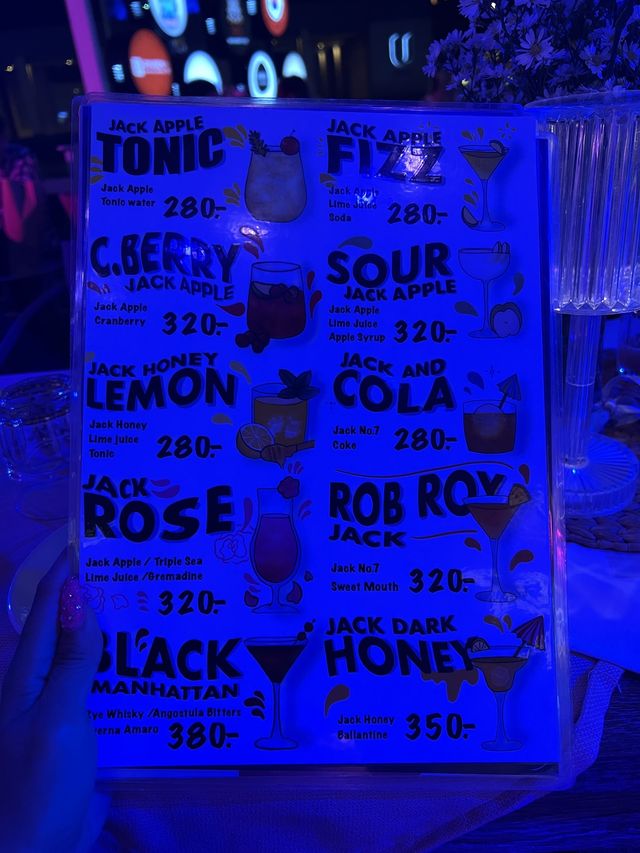 JACK APPLE
TONIC
Jack Apple
Tonic water
280.-
JACK APPLE
FIZZ
Jack Apple
Lime Juice
Soda
280.-
C.BERRY
JACK APPLE
Jack Apple
Cranberry
320.-
SOUR
JACK APPLE
Jack Apple
Lime Juice
Apple Syrup
320.-
JACK HONEY
LEMON
Jack Honey
Lime juice
Tonic
280.-
JACK AND
COLA
Jack No.7
Coke
280.-
JACK
ROSE
Jack Apple / Triple Sea
Lime Juice /Gremadine
320.-
ROB ROY
JACK
Jack No.7
Sweet Mouth
320.-
BLACK
MANHATTAN
Rye Whisky /Angostula Bitters
verna Amaro
380.-
JACK DARK
HONEY
Jack Honey
Ballantine
350.-